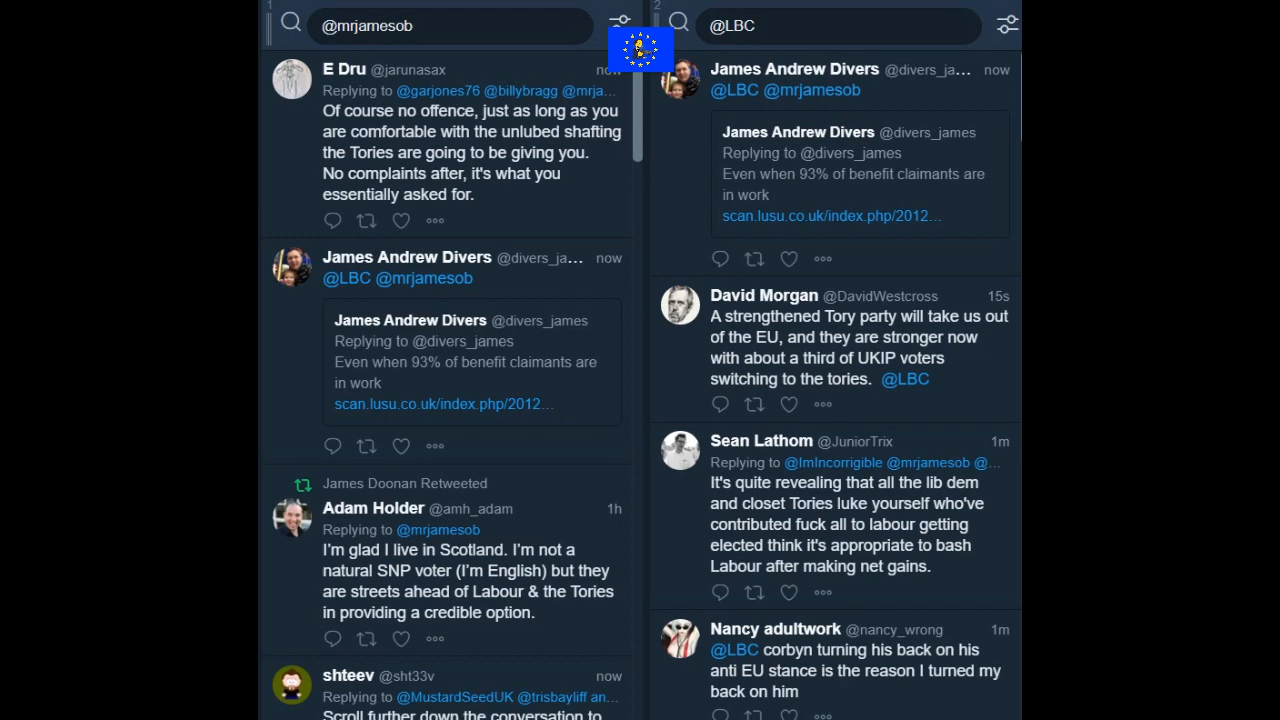 1
@mrjamesob
E Dru @jarunasax now
Replying to @garjones76 @billybragg @mrja...
Of course no offence, just as long as you
are comfortable with the unlubed shafting
the Tories are going to be giving you.
No complaints after, it's what you
essentially asked for.
James Andrew Divers @divers_ja... now
@LBC @mrjamesob
James Andrew Divers @divers_james
Replying to @divers_james
Even when 93% of benefit claimants are
in work
scan.lusu.co.uk/index.php/2012...
James Doonan Retweeted
Adam Holder @amh_adam 1h
Replying to @mrjamesob
I'm glad I live in Scotland. I'm not a
natural SNP voter (I'm English) but they
are streets ahead of Labour & the Tories
in providing a credible option.
shteev @sht33v now
Replying to @MustardSeedUK @trisbayliff an...
Scroll further down the conversation to
2
@LBC
James Andrew Divers @divers_ja... now
@LBC @mrjamesob
James Andrew Divers @divers_james
Replying to @divers_james
Even when 93% of benefit claimants are
in work
scan.lusu.co.uk/index.php/2012...
David Morgan @DavidWestcross 15s
A strengthened Tory party will take us out
of the EU, and they are stronger now
with about a third of UKIP voters
switching to the tories. @LBC
Sean Lathom @JuniorTrix 1m
Replying to @ImIncorrigible @mrjamesob @...
It's quite revealing that all the lib dem
and closet Tories luke yourself who've
contributed fuck all to labour getting
elected think it's appropriate to bash
Labour after making net gains.
Nancy adultwork @nancy_wrong 1m
@LBC corbyn turning his back on his
anti EU stance is the reason I turned my
back on him